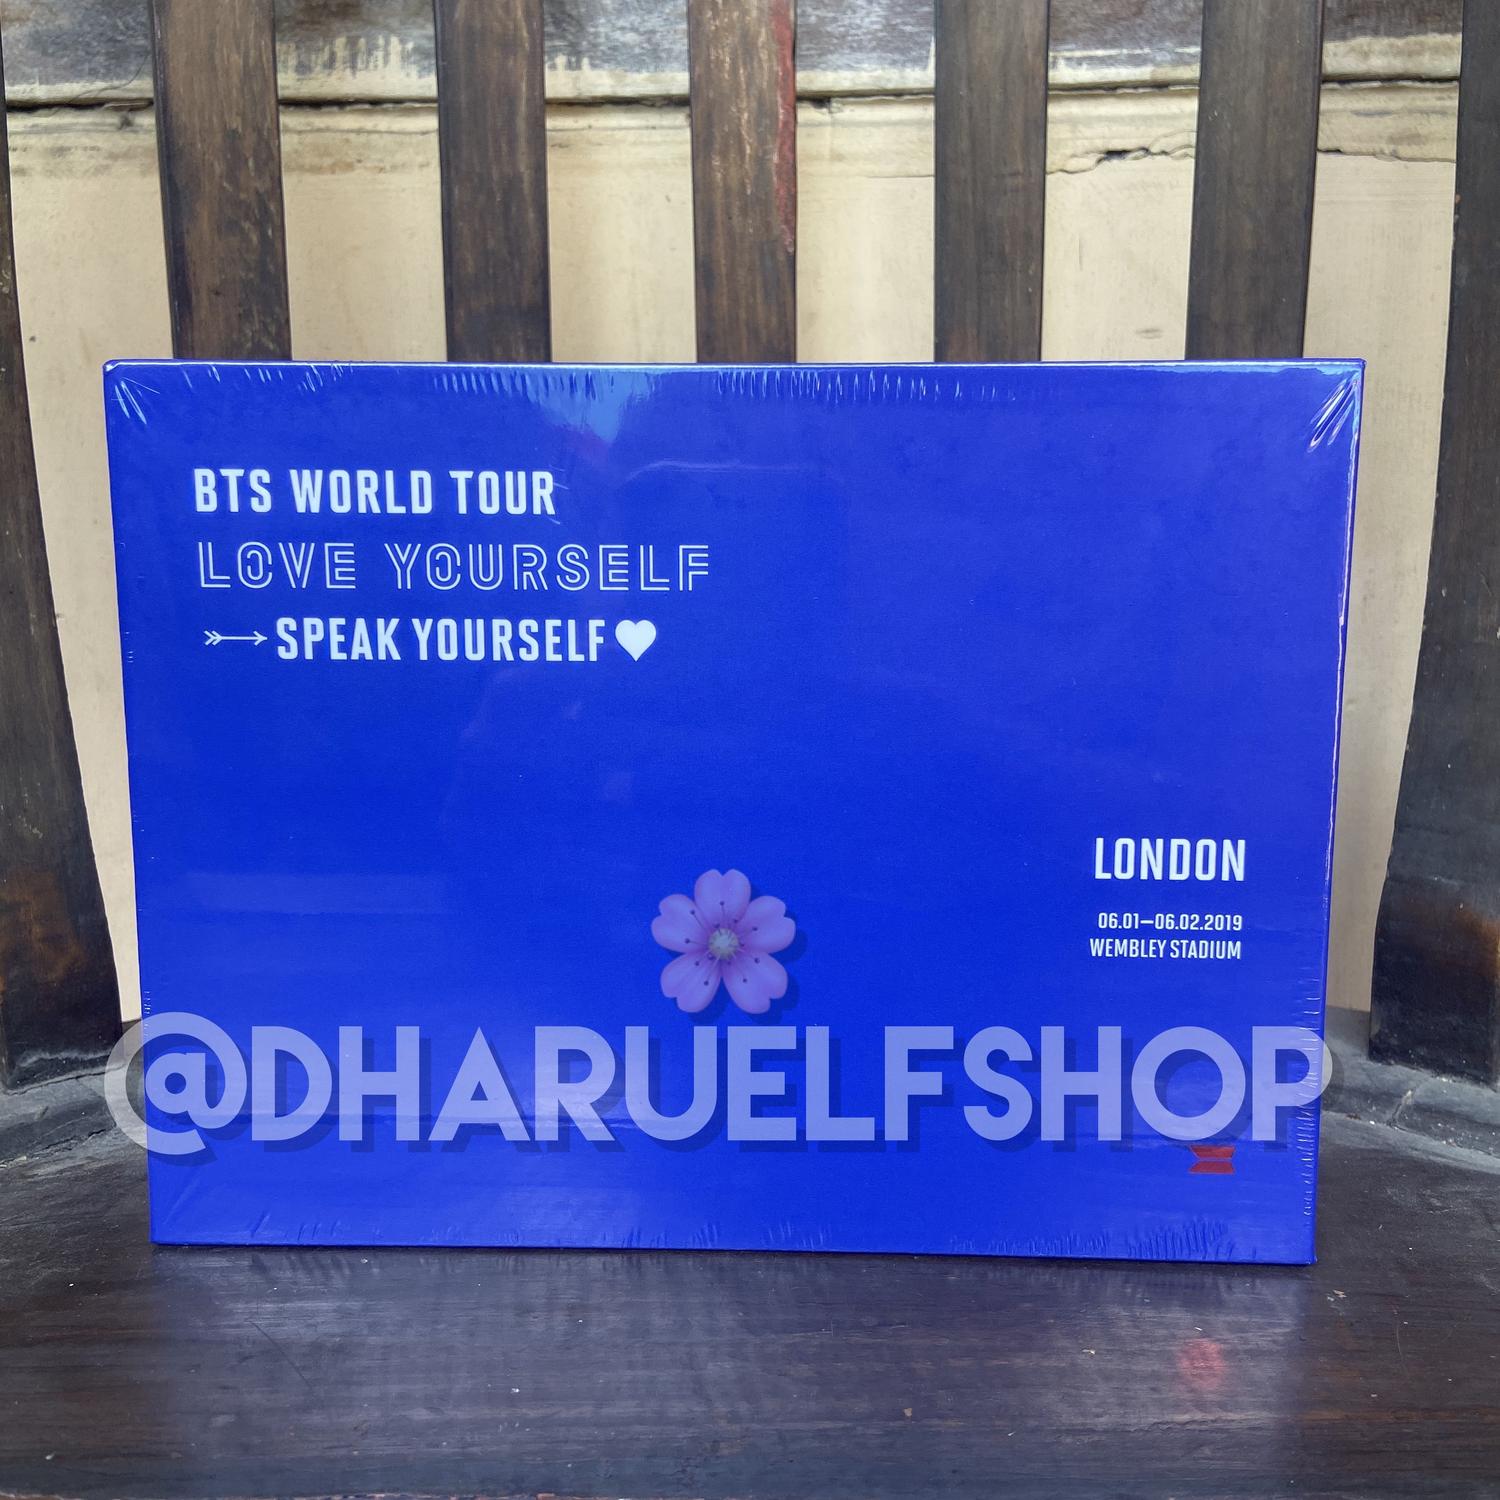 BTS WORLD TOUR
LOVE YOURSELF
SPEAK YOURSELF
LONDON
06.01—06.02.2019
WEMBLEY STADIUM
@DHARUELFSHOP